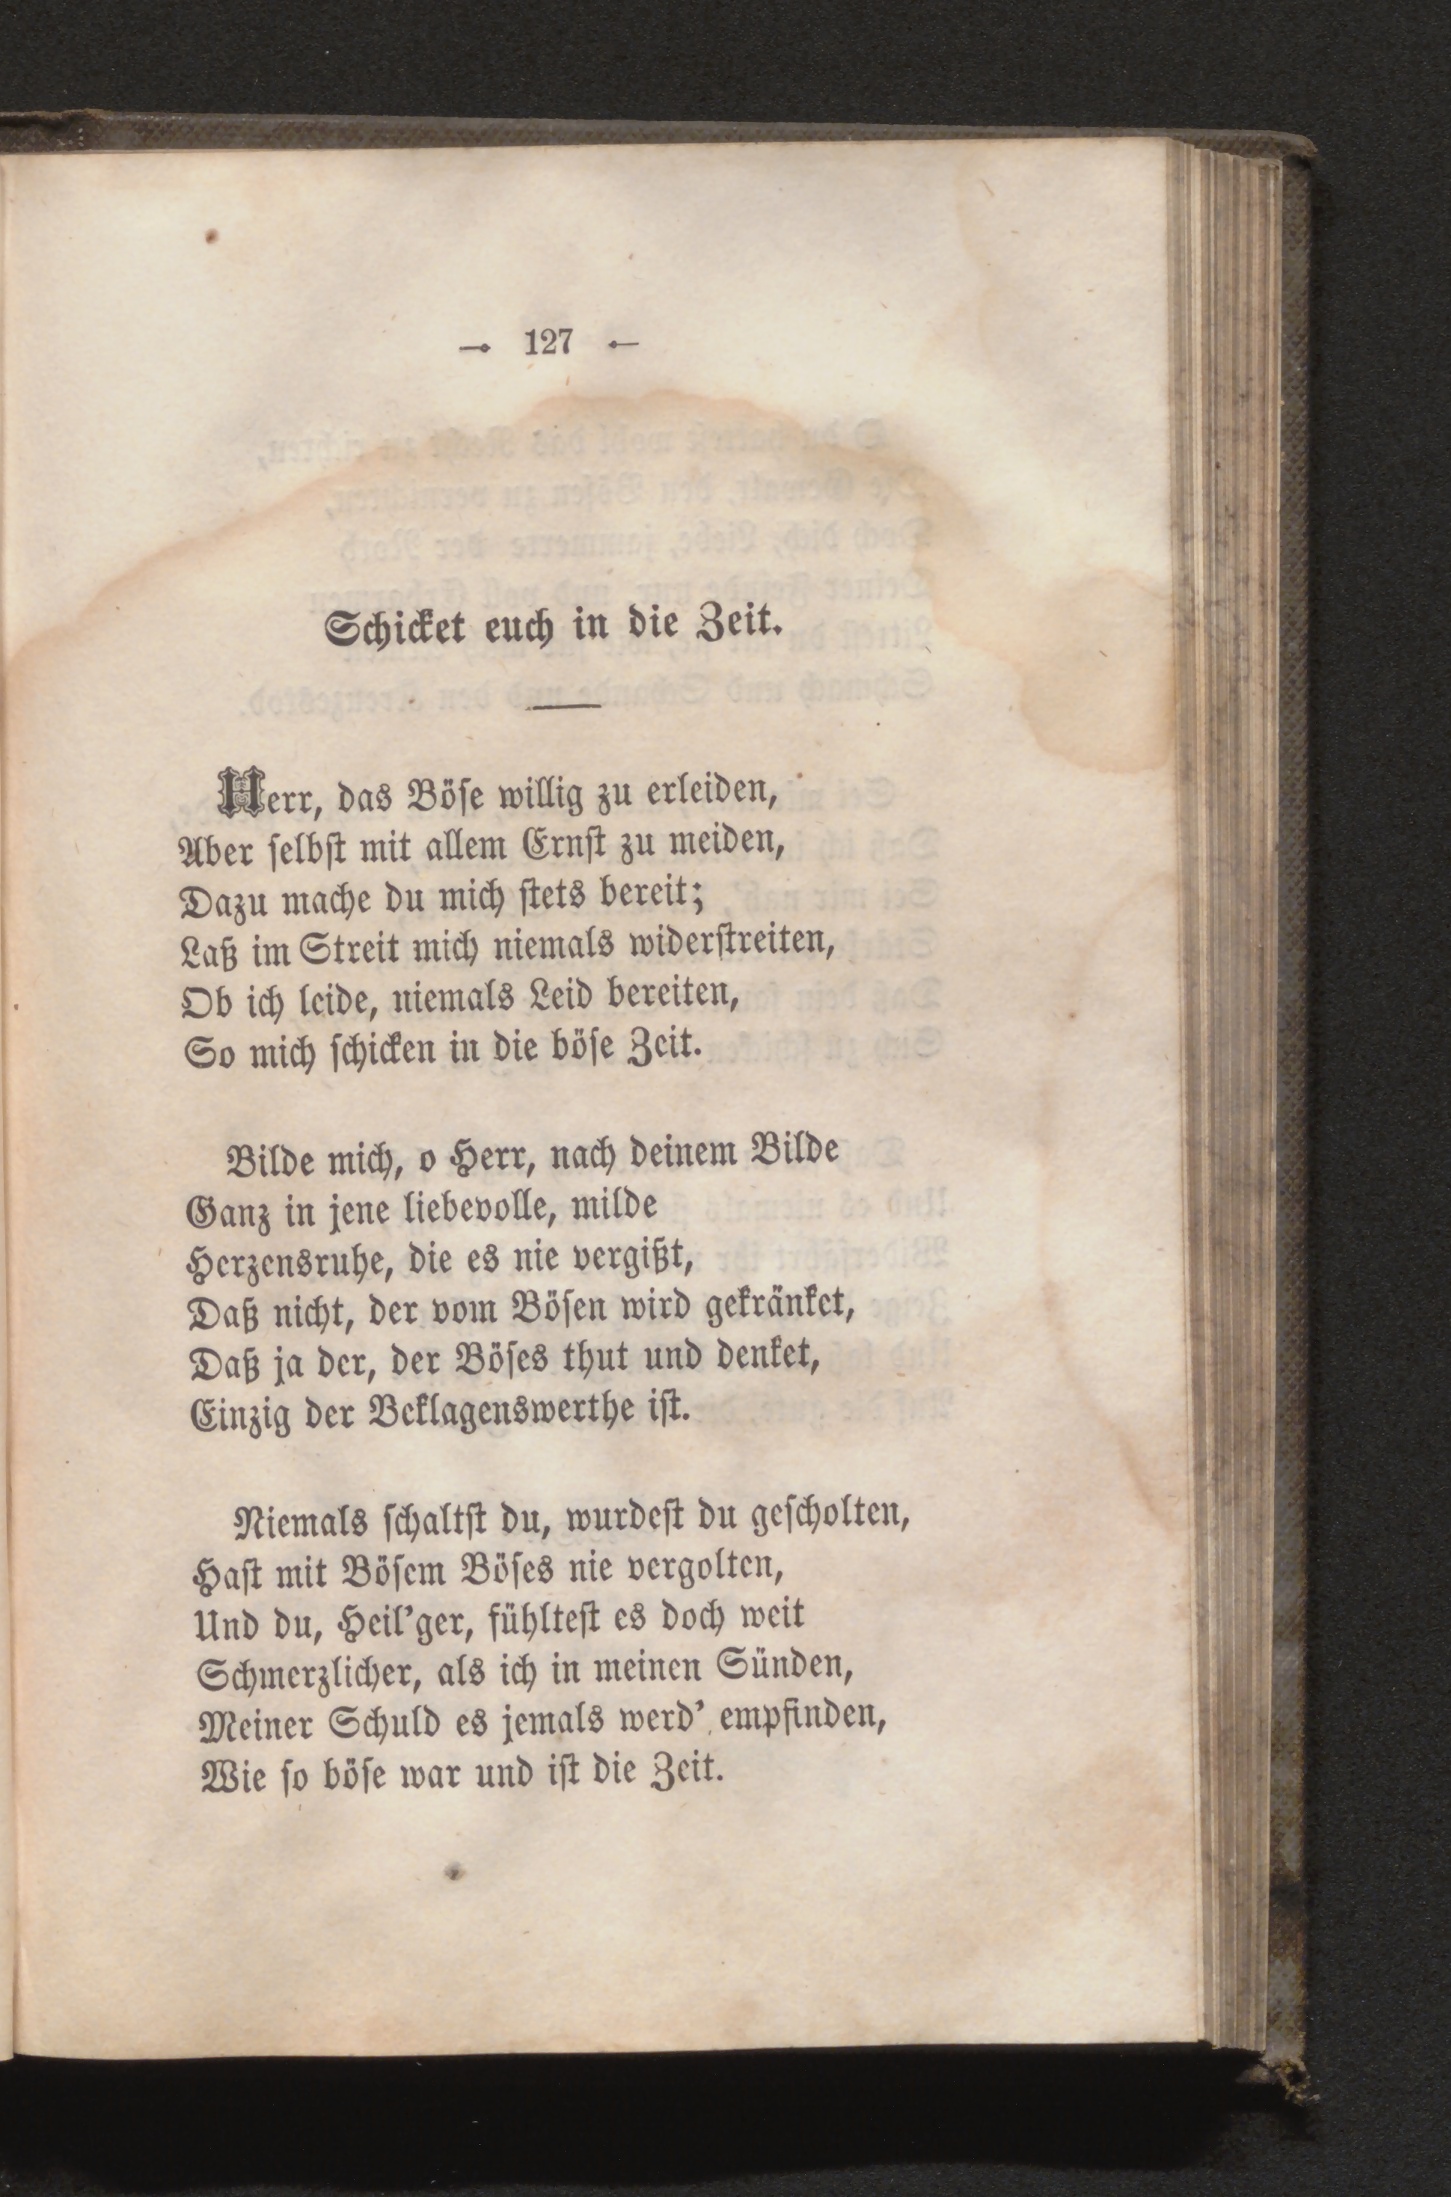 127
Schicket euch in die Zeit.
Herr, das Böſe willig zu erleiden,
Aber ſelbſt mit allem Ernſt zu meiden,
Dazu mache du mich ſtets bereit;
Laß im Streit mich niemals widerſtreiten,
Ob ich leide, niemals Leid bereiten,
So mich ſchicken in die böſe Zeit.
Bilde mich, o Herr, nach deinem Bilde
Ganz in jene liebevolle, milde
Herzensruhe, die es nie vergißt,
Daß nicht, der vom Böſen wird gekränket,
Daß ja der, der Böſes thut und denket,
Einzig der Beklagenswerthe iſt.
Niemals ſchaltſt du, wurdeſt du geſcholten,
Haſt mit Böſem Böſes nie vergolten,
Und du, Heil’ger, fühlteſt es doch weit
Schmerzlicher, als ich in meinen Sünden,
Meiner Schuld es jemals werd’ empfinden,
Wie ſo böſe war und iſt die Zeit.